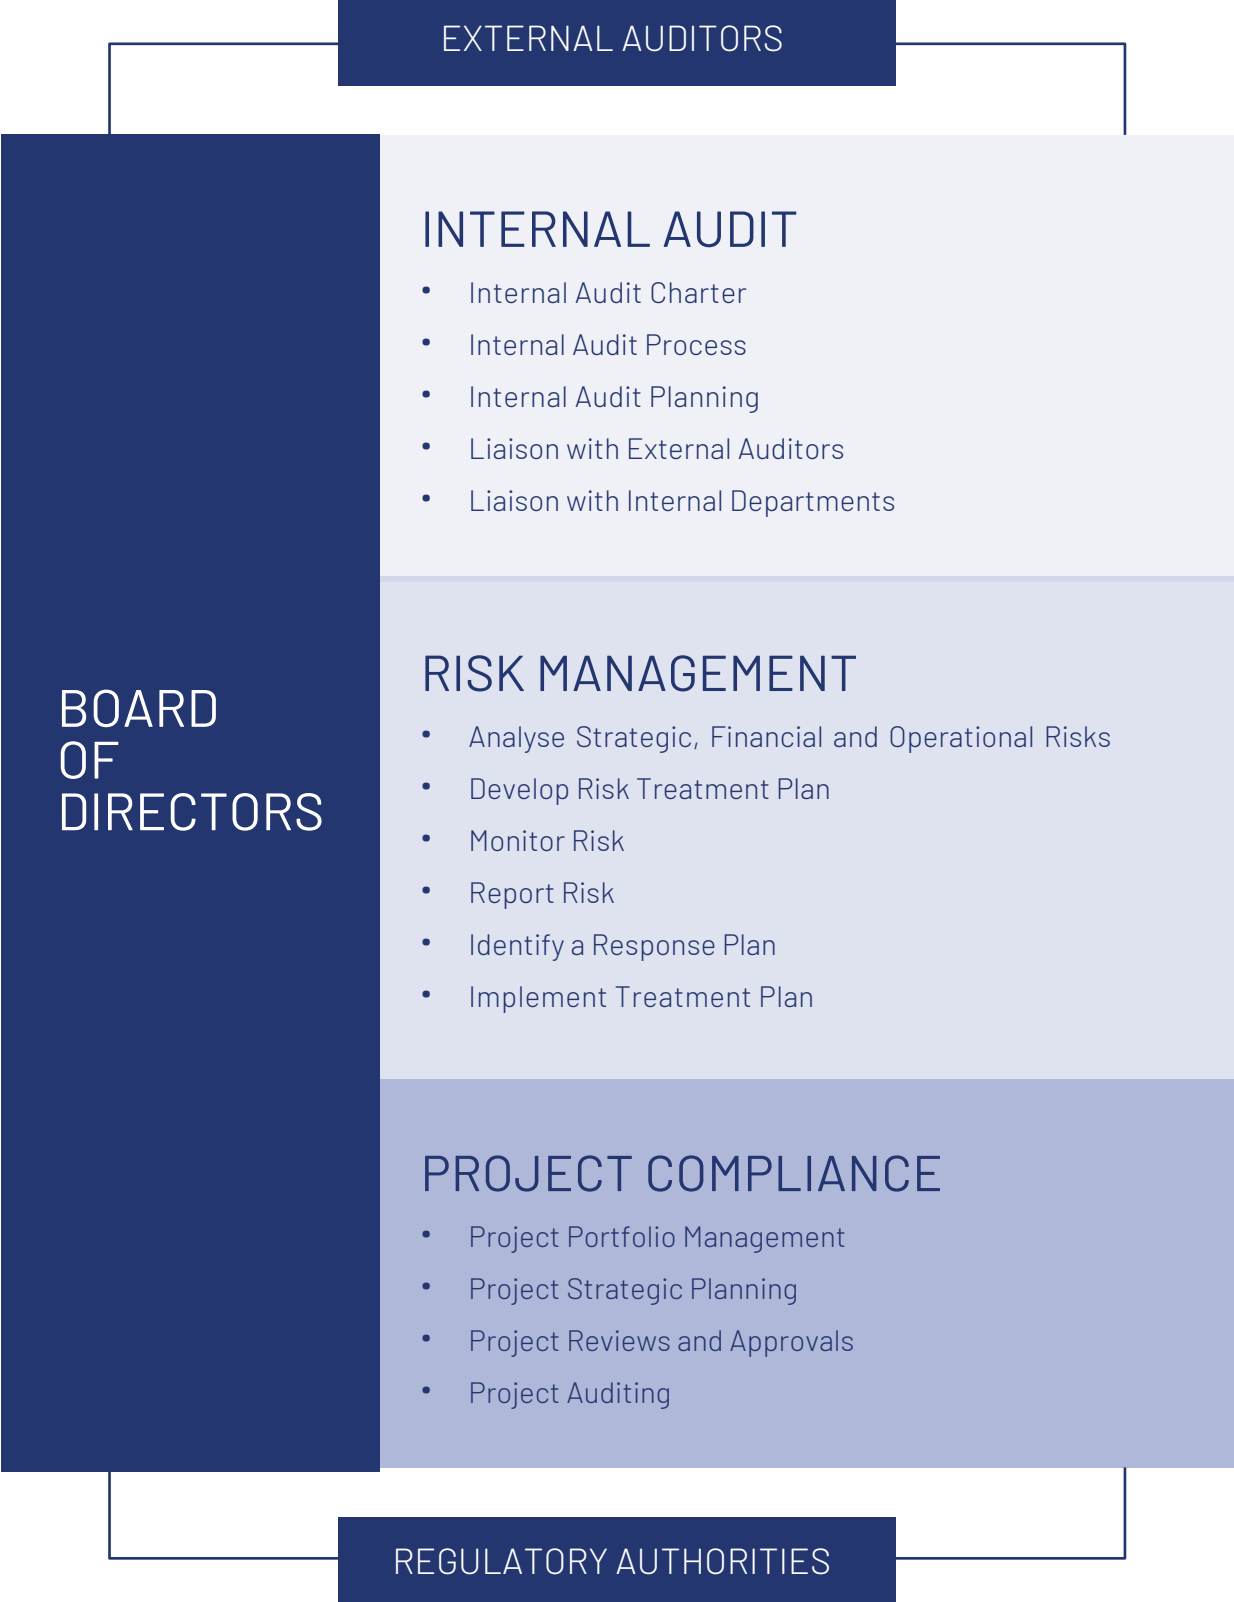 EXTERNAL AUDITORS
BOARD
OF
DIRECTORS
INTERNAL AUDIT
• Internal Audit Charter
• Internal Audit Process
• Internal Audit Planning
• Liaison with External Auditors
• Liaison with Internal Departments
RISK MANAGEMENT
• Analyse Strategic, Financial and Operational Risks
• Develop Risk Treatment Plan
• Monitor Risk
• Report Risk
• Identify a Response Plan
• Implement Treatment Plan
PROJECT COMPLIANCE
• Project Portfolio Management
• Project Strategic Planning
• Project Reviews and Approvals
• Project Auditing
REGULATORY AUTHORITIES